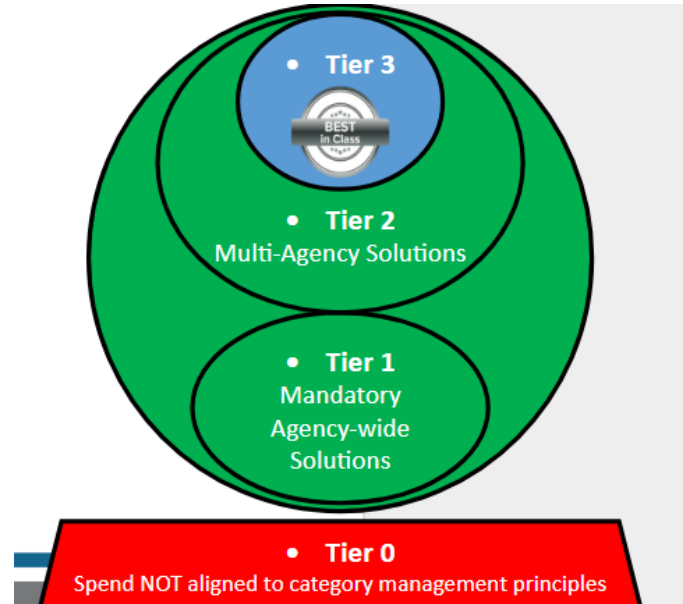 • Tier 3
BEST
in Class
• Tier 2
Multi-Agency Solutions
• Tier 1
Mandatory
Agency-wide
Solutions
• Tier 0
Spend NOT aligned to category management principles